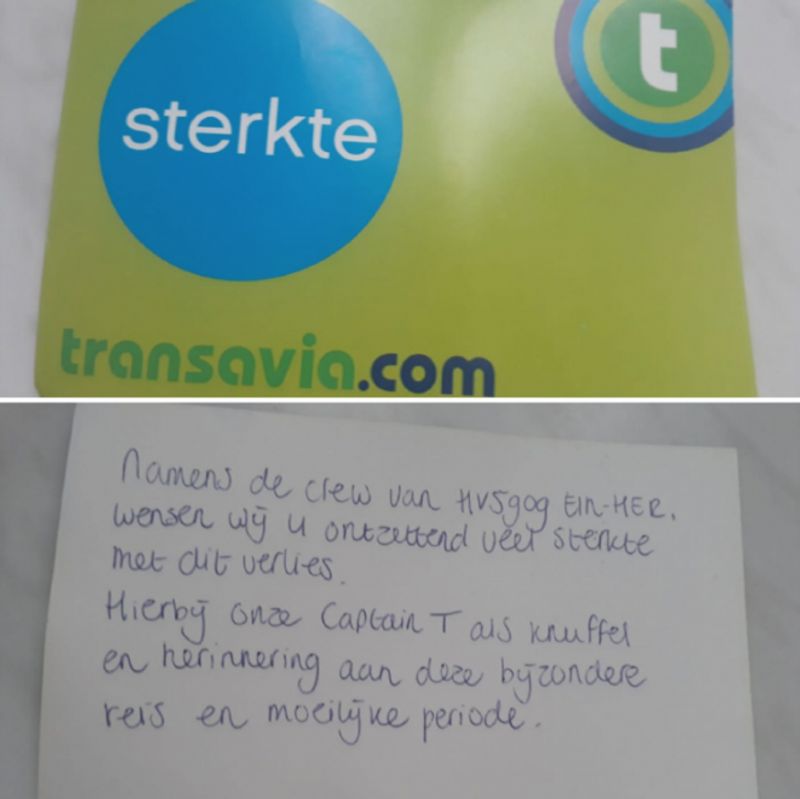 t
sterkte
transavia.com
Namens de crew van HV5909 EIN-HER.
wensen wij u ontzettend veel sterkte
met dit verlies.
Hierbij onze Captain T als knuffel
en herinnering aan deze bijzondere
reis en moeilijke periode.